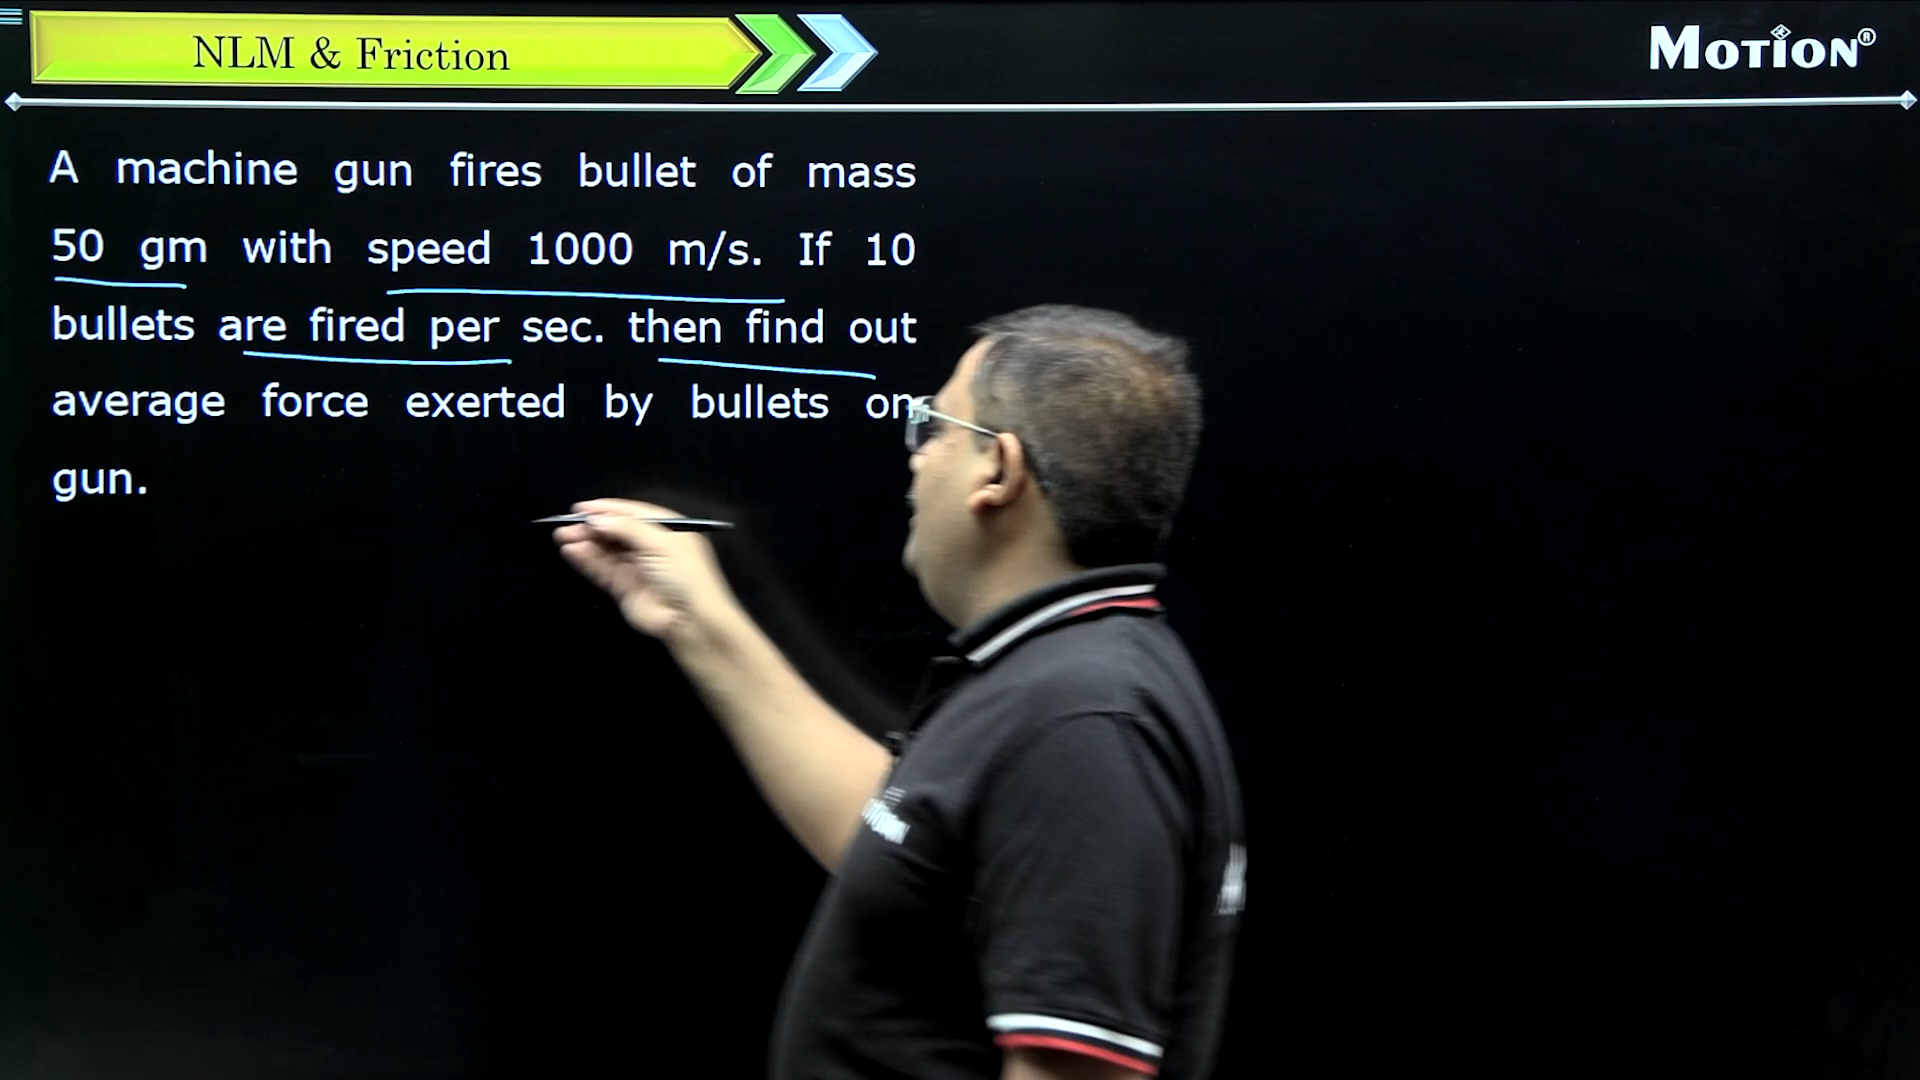 NLM & Friction
MOTION®
A machine gun fires bullet of mass
50 gm with speed 1000 m/s. If 10
bullets are fired per sec. then find out
average force exerted by bullets on
gun.